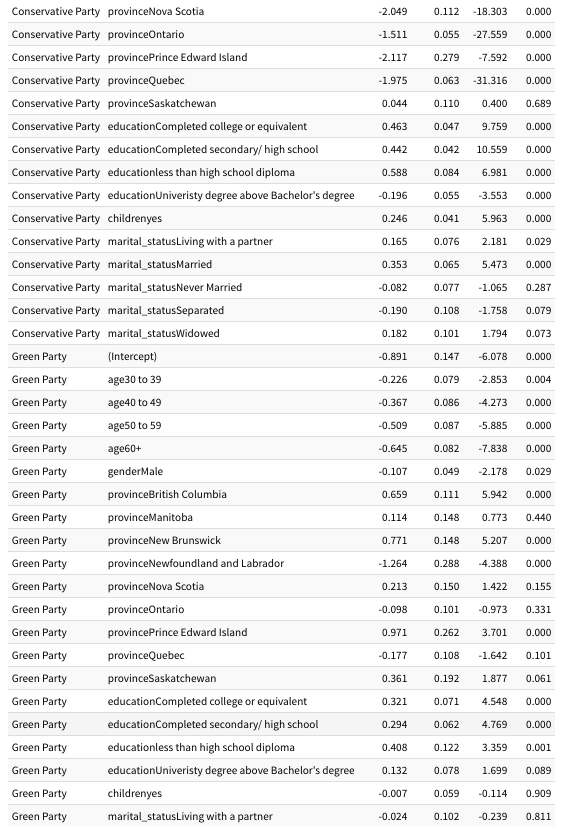 Conservative Party provinceNova Scotia -2.049 0.112 -18.303 0.000
Conservative Party provinceOntario -1.511 0.055 -27.559 0.000
Conservative Party provincePrince Edward Island -2.117 0.279 -7.592 0.000
Conservative Party provinceQuebec -1.975 0.063 -31.316 0.000
Conservative Party provinceSaskatchewan 0.044 0.110 0.400 0.689
Conservative Party educationCompleted college or equivalent 0.463 0.047 9.759 0.000
Conservative Party educationCompleted secondary/ high school 0.442 0.042 10.559 0.000
Conservative Party educationless than high school diploma 0.588 0.084 6.981 0.000
Conservative Party educationUniveristy degree above Bachelor's degree -0.196 0.055 -3.553 0.000
Conservative Party childrenyes 0.246 0.041 5.963 0.000
Conservative Party marital_statusLiving with a partner 0.165 0.076 2.181 0.029
Conservative Party marital_statusMarried 0.353 0.065 5.473 0.000
Conservative Party marital_statusNever Married -0.082 0.077 -1.065 0.287
Conservative Party marital_statusSeparated -0.190 0.108 -1.758 0.079
Conservative Party marital_statusWidowed 0.182 0.101 1.794 0.073
Green Party (Intercept) -0.891 0.147 -6.078 0.000
Green Party age30 to 39 -0.226 0.079 -2.853 0.004
Green Party age40 to 49 -0.367 0.086 -4.273 0.000
Green Party age50 to 59 -0.509 0.087 -5.885 0.000
Green Party age60+ -0.645 0.082 -7.838 0.000
Green Party genderMale -0.107 0.049 -2.178 0.029
Green Party provinceBritish Columbia 0.659 0.111 5.942 0.000
Green Party provinceManitoba 0.114 0.148 0.773 0.440
Green Party provinceNew Brunswick 0.771 0.148 5.207 0.000
Green Party provinceNewfoundland and Labrador -1.264 0.288 -4.388 0.000
Green Party provinceNova Scotia 0.213 0.150 1.422 0.155
Green Party provinceOntario -0.098 0.101 -0.973 0.331
Green Party provincePrince Edward Island 0.971 0.262 3.701 0.000
Green Party provinceQuebec -0.177 0.108 -1.642 0.101
Green Party provinceSaskatchewan 0.361 0.192 1.877 0.061
Green Party educationCompleted college or equivalent 0.321 0.071 4.548 0.000
Green Party educationCompleted secondary/ high school 0.294 0.062 4.769 0.000
Green Party educationless than high school diploma 0.408 0.122 3.359 0.001
Green Party educationUniveristy degree above Bachelor's degree 0.132 0.078 1.699 0.089
Green Party childrenyes -0.007 0.059 -0.114 0.909
Green Party marital_statusLiving with a partner -0.024 0.102 -0.239 0.811